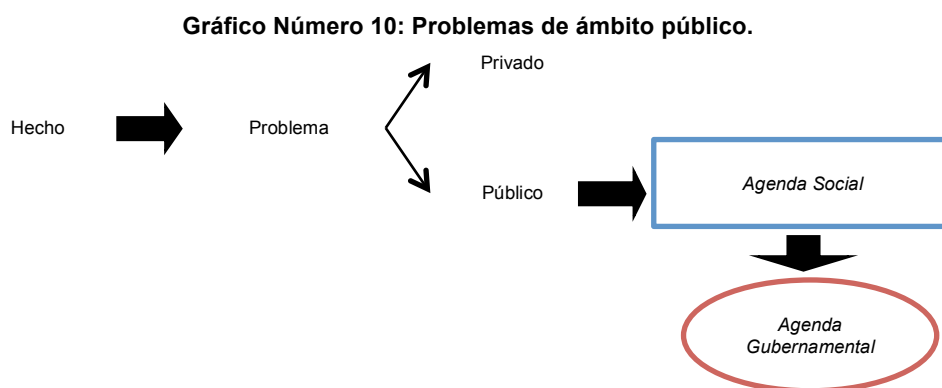 Gráfico Número 10: Problemas de ámbito público.
Privado
Hecho
Problema
Público
Agenda Social
Agenda
Gubernamental